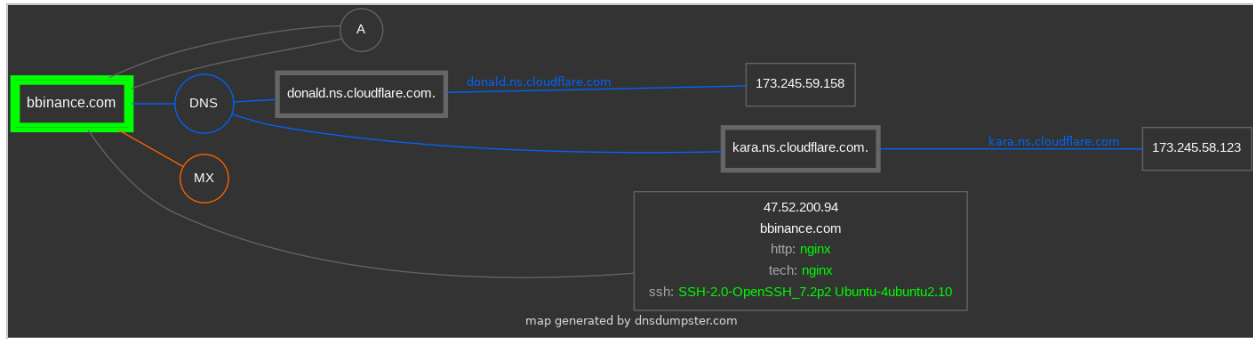 A
donald.ns.cloudflare.com
bbinance.com
DNS
donald.ns.cloudflare.com.
173.245.59.158
kara.ns.cloudflare.com.
kara.ns.cloudflare.com
173.245.58.123
MX
47.52.200.94
bbinance.com
http: nginx
tech: nginx
ssh: SSH-2.0-OpenSSH_7.2p2 Ubuntu-4ubuntu2.10
map generated by dnsdumpster.com